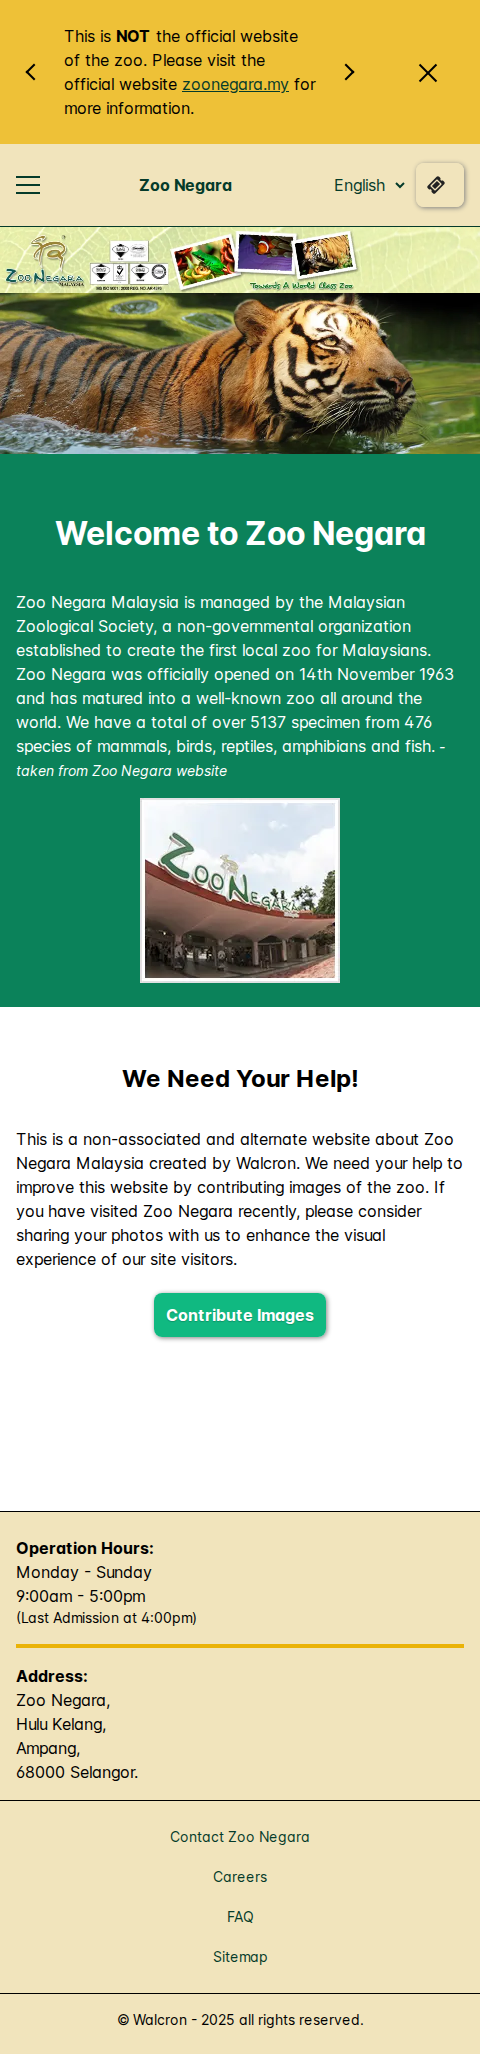 This is NOT the official website
of the zoo. Please visit the
official website zoonegara.my for
more information.
Zoo Negara
English
ZOO NEGARA
MALAYSIA
Towards A World Class Zoo
Welcome to Zoo Negara
Zoo Negara Malaysia is managed by the Malaysian
Zoological Society, a non-governmental organization
established to create the first local zoo for Malaysians.
Zoo Negara was officially opened on 14th November 1963
and has matured into a well-known zoo all around the
world. We have a total of over 5137 specimen from 476
species of mammals, birds, reptiles, amphibians and fish. -
taken from Zoo Negara website
ZOO NEGARA
We Need Your Help!
This is a non-associated and alternate website about Zoo
Negara Malaysia created by Walcron. We need your help to
improve this website by contributing images of the zoo. If
you have visited Zoo Negara recently, please consider
sharing your photos with us to enhance the visual
experience of our site visitors.
Contribute Images
Operation Hours:
Monday - Sunday
9:00am - 5:00pm
(Last Admission at 4:00pm)
Address:
Zoo Negara,
Hulu Kelang,
Ampang,
68000 Selangor.
Contact Zoo Negara
Careers
FAQ
Sitemap
© Walcron - 2025 all rights reserved.